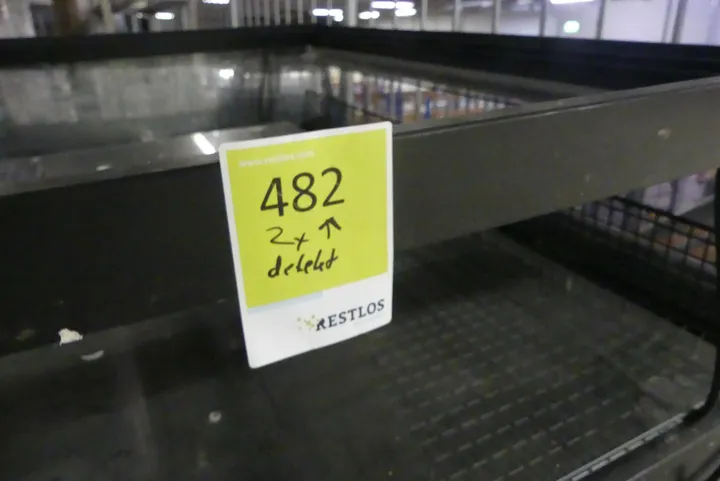 www.restlos.com
482
2x ↑
defekt
RESTLOS